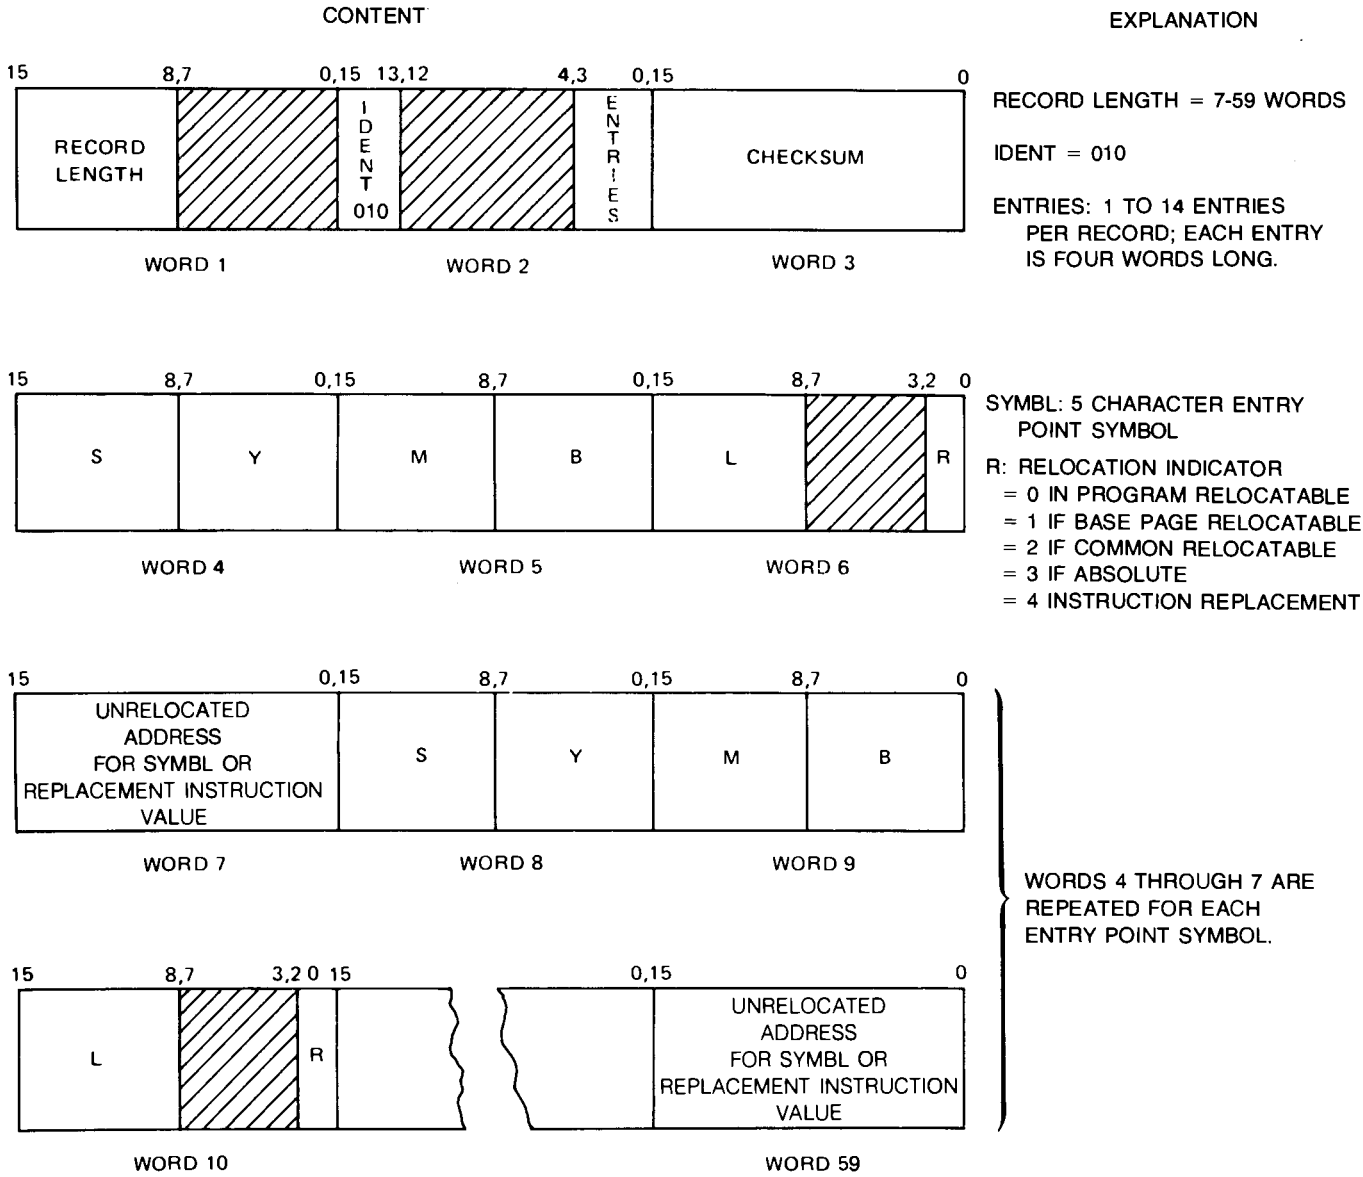 CONTENT
EXPLANATION
15 8,7 0,15 13,12 4,3 0,15 0
RECORD LENGTH
IDENT 010
ENTRIES
CHECKSUM
WORD 1 WORD 2 WORD 3
RECORD LENGTH = 7-59 WORDS
IDENT = 010
ENTRIES: 1 TO 14 ENTRIES
PER RECORD; EACH ENTRY
IS FOUR WORDS LONG.
15 8,7 0,15 8,7 0,15 8,7 3,2 0
S Y M B L R
WORD 4 WORD 5 WORD 6
SYMBL: 5 CHARACTER ENTRY
POINT SYMBOL
R: RELOCATION INDICATOR
= 0 IN PROGRAM RELOCATABLE
= 1 IF BASE PAGE RELOCATABLE
= 2 IF COMMON RELOCATABLE
= 3 IF ABSOLUTE
= 4 INSTRUCTION REPLACEMENT
15 0,15 8,7 0,15 8,7 0
UNRELOCATED
ADDRESS
FOR SYMBL OR
REPLACEMENT INSTRUCTION
VALUE
S Y M B
WORD 7 WORD 8 WORD 9
WORDS 4 THROUGH 7 ARE
REPEATED FOR EACH
ENTRY POINT SYMBOL.
15 8,7 3,2 0 15 0,15 0
L R
UNRELOCATED
ADDRESS
FOR SYMBL OR
REPLACEMENT INSTRUCTION
VALUE
WORD 10 WORD 59